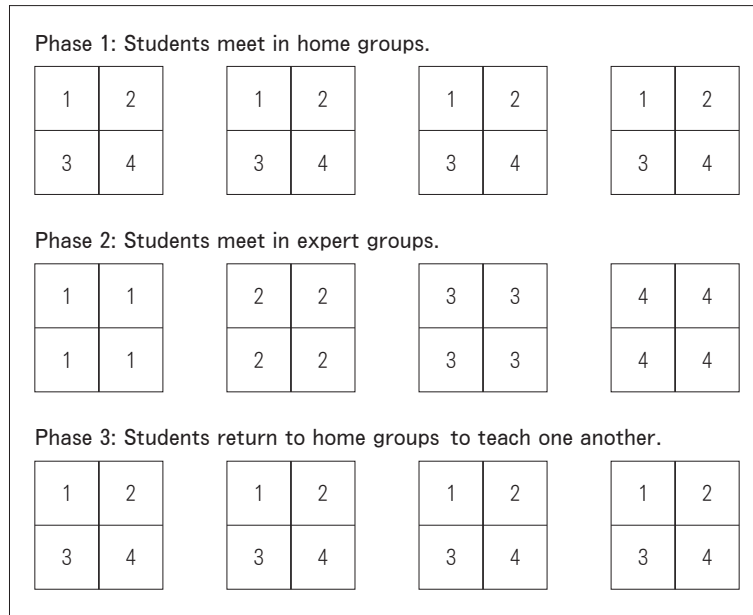 Phase 1: Students meet in home groups.
1 2 1 2 1 2 1 2
3 4 3 4 3 4 3 4
Phase 2: Students meet in expert groups.
1 1 2 2 3 3 4 4
1 1 2 2 3 3 4 4
Phase 3: Students return to home groups to teach one another.
1 2 1 2 1 2 1 2
3 4 3 4 3 4 3 4